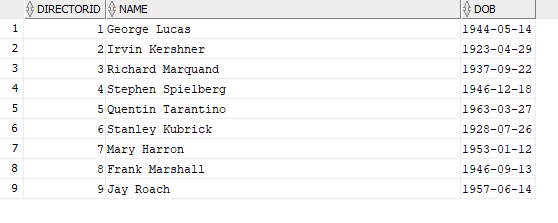 DIRECTORID NAME DOB
1 1 George Lucas 1944-05-14
2 2 Irvin Kershner 1923-04-29
3 3 Richard Marquand 1937-09-22
4 4 Stephen Spielberg 1946-12-18
5 5 Quentin Tarantino 1963-03-27
6 6 Stanley Kubrick 1928-07-26
7 7 Mary Harron 1953-01-12
8 8 Frank Marshall 1946-09-13
9 9 Jay Roach 1957-06-14